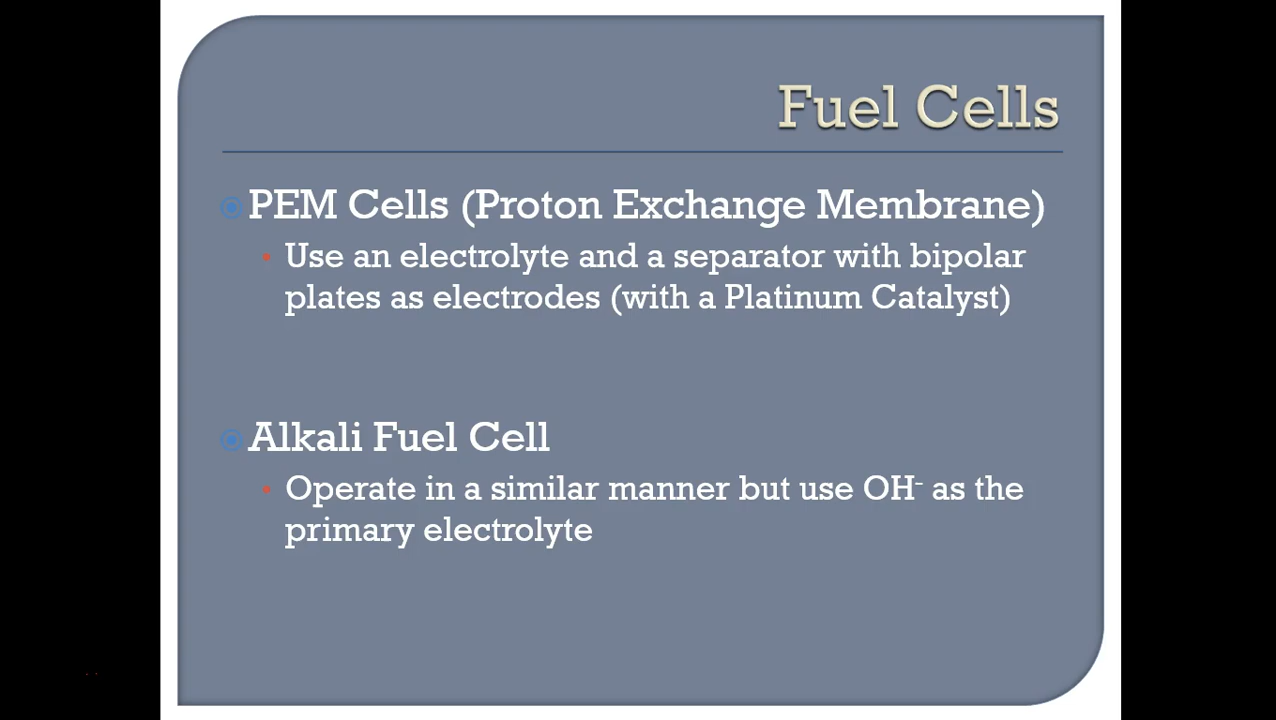 Fuel Cells
PEM Cells (Proton Exchange Membrane)
Use an electrolyte and a separator with bipolar
plates as electrodes (with a Platinum Catalyst)
Alkali Fuel Cell
Operate in a similar manner but use OH⁻ as the
primary electrolyte